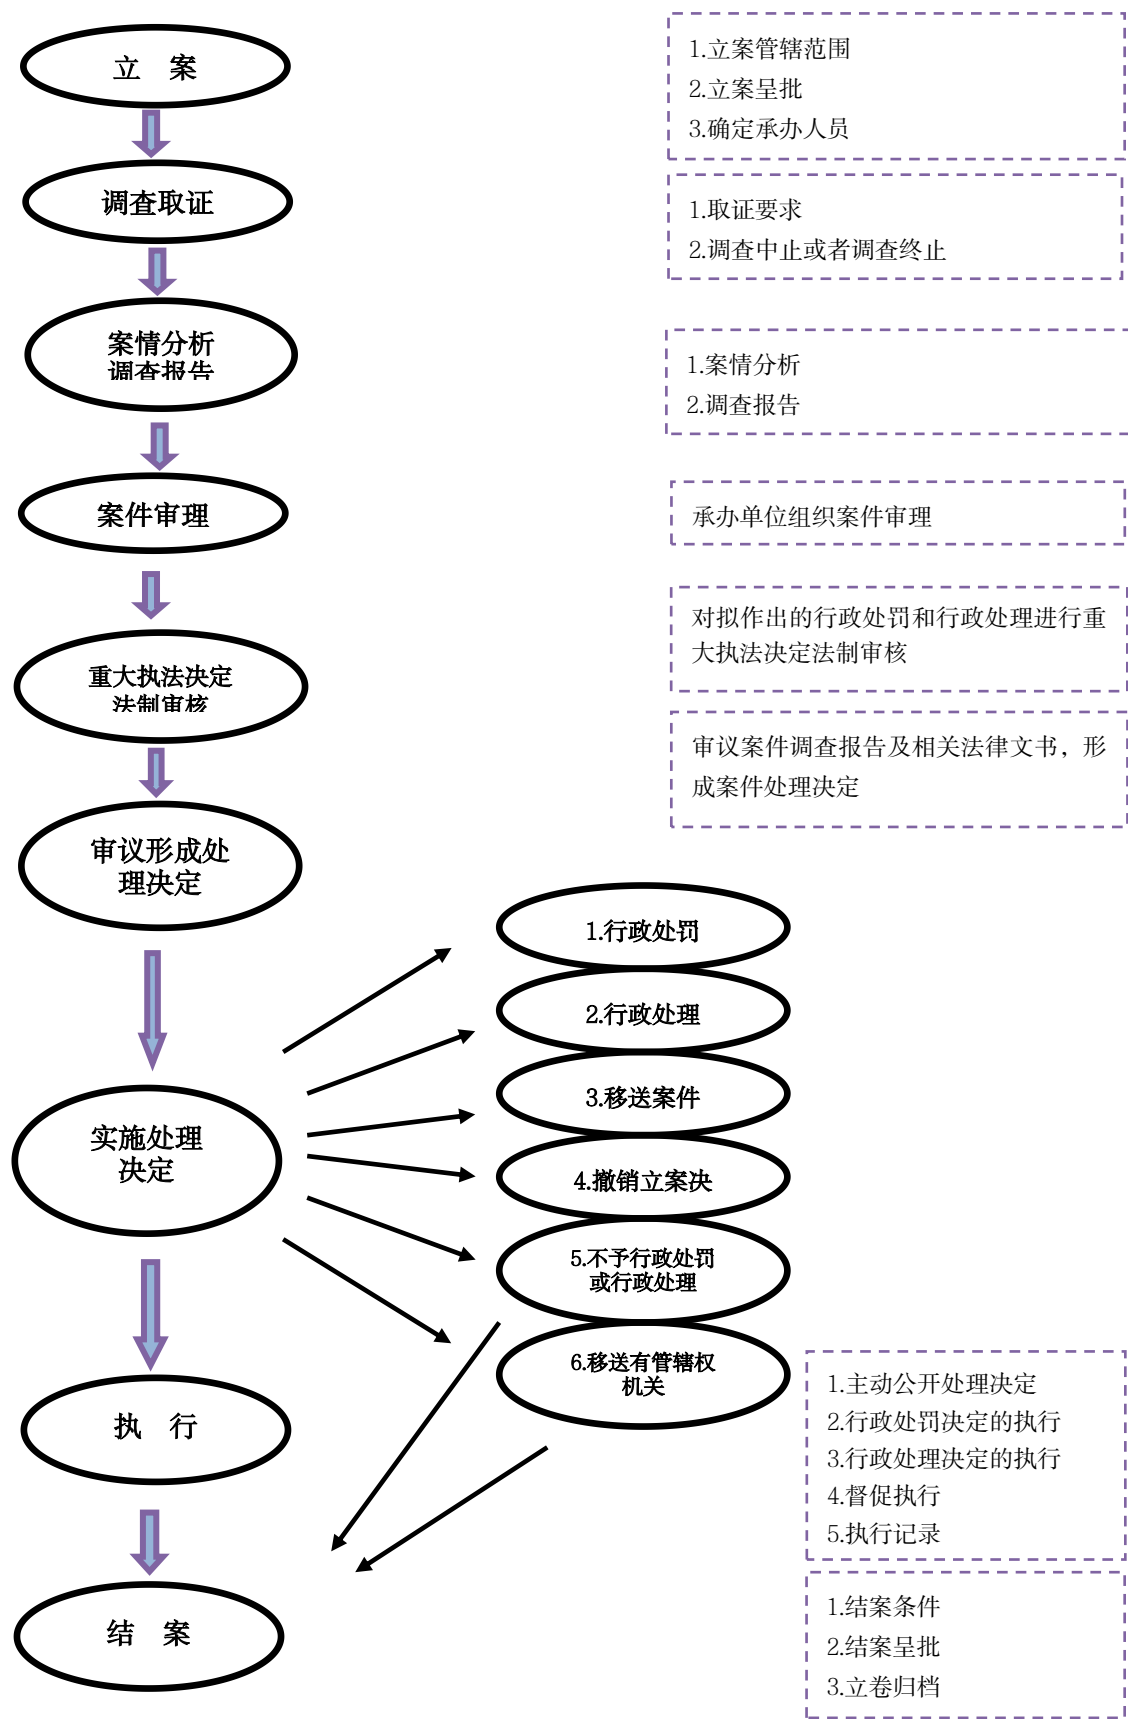 立 案
1.立案管辖范围
2.立案呈批
3.确定承办人员
调查取证
1.取证要求
2.调查中止或者调查终止
案情分析
调查报告
1.案情分析
2.调查报告
案件审理
承办单位组织案件审理
重大执法决定
法制审核
对拟作出的行政处罚和行政处理进行重
大执法决定法制审核
审议形成处
理决定
审议案件调查报告及相关法律文书，形
成案件处理决定
实施处理
决定
1.行政处罚
2.行政处理
3.移送案件
4.撤销立案决
5.不予行政处罚
或行政处理
6.移送有管辖权
机关
执 行
1.主动公开处理决定
2.行政处罚决定的执行
3.行政处理决定的执行
4.督促执行
5.执行记录
结 案
1.结案条件
2.结案呈批
3.立卷归档